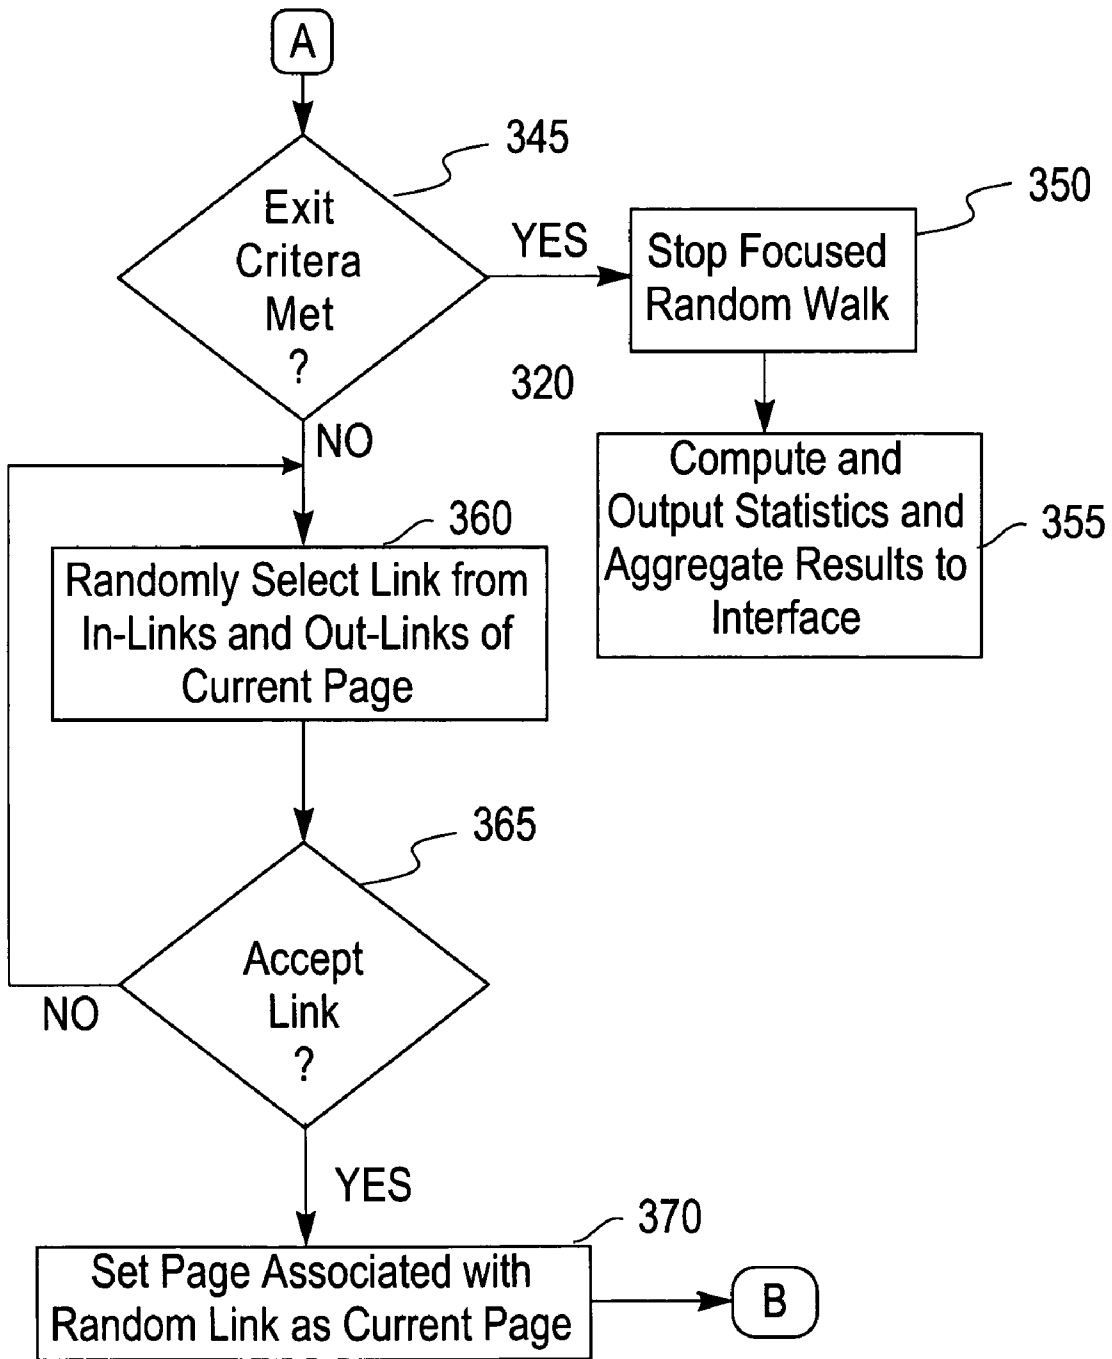 A
345
Exit
Critera
Met
?
YES
350
Stop Focused
Random Walk
320
NO
Compute and
Output Statistics and
Aggregate Results to
Interface
355
360
Randomly Select Link from
In-Links and Out-Links of
Current Page
365
Accept
Link
?
NO
YES
370
Set Page Associated with
Random Link as Current Page
B